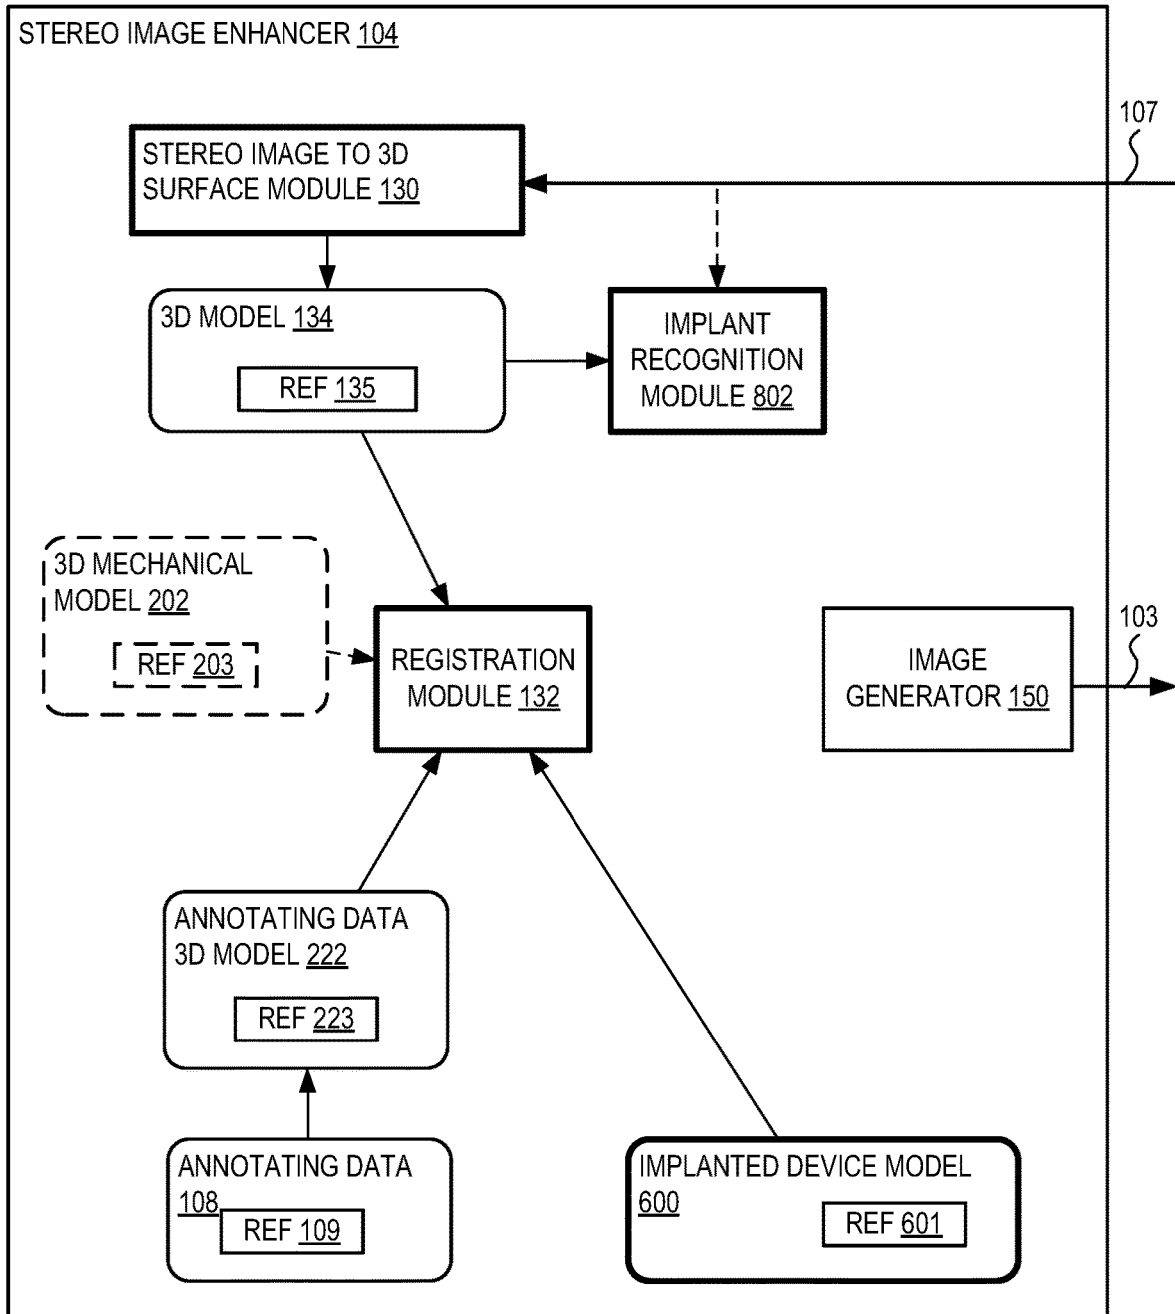 STEREO IMAGE ENHANCER 104
107
STEREO IMAGE TO 3D
SURFACE MODULE 130
3D MODEL 134
REF 135
IMPLANT
RECOGNITION
MODULE 802
3D MECHANICAL
MODEL 202
REF 203
REGISTRATION
MODULE 132
103
IMAGE
GENERATOR 150
ANNOTATING DATA
3D MODEL 222
REF 223
ANNOTATING DATA
108
REF 109
IMPLANTED DEVICE MODEL
600
REF 601